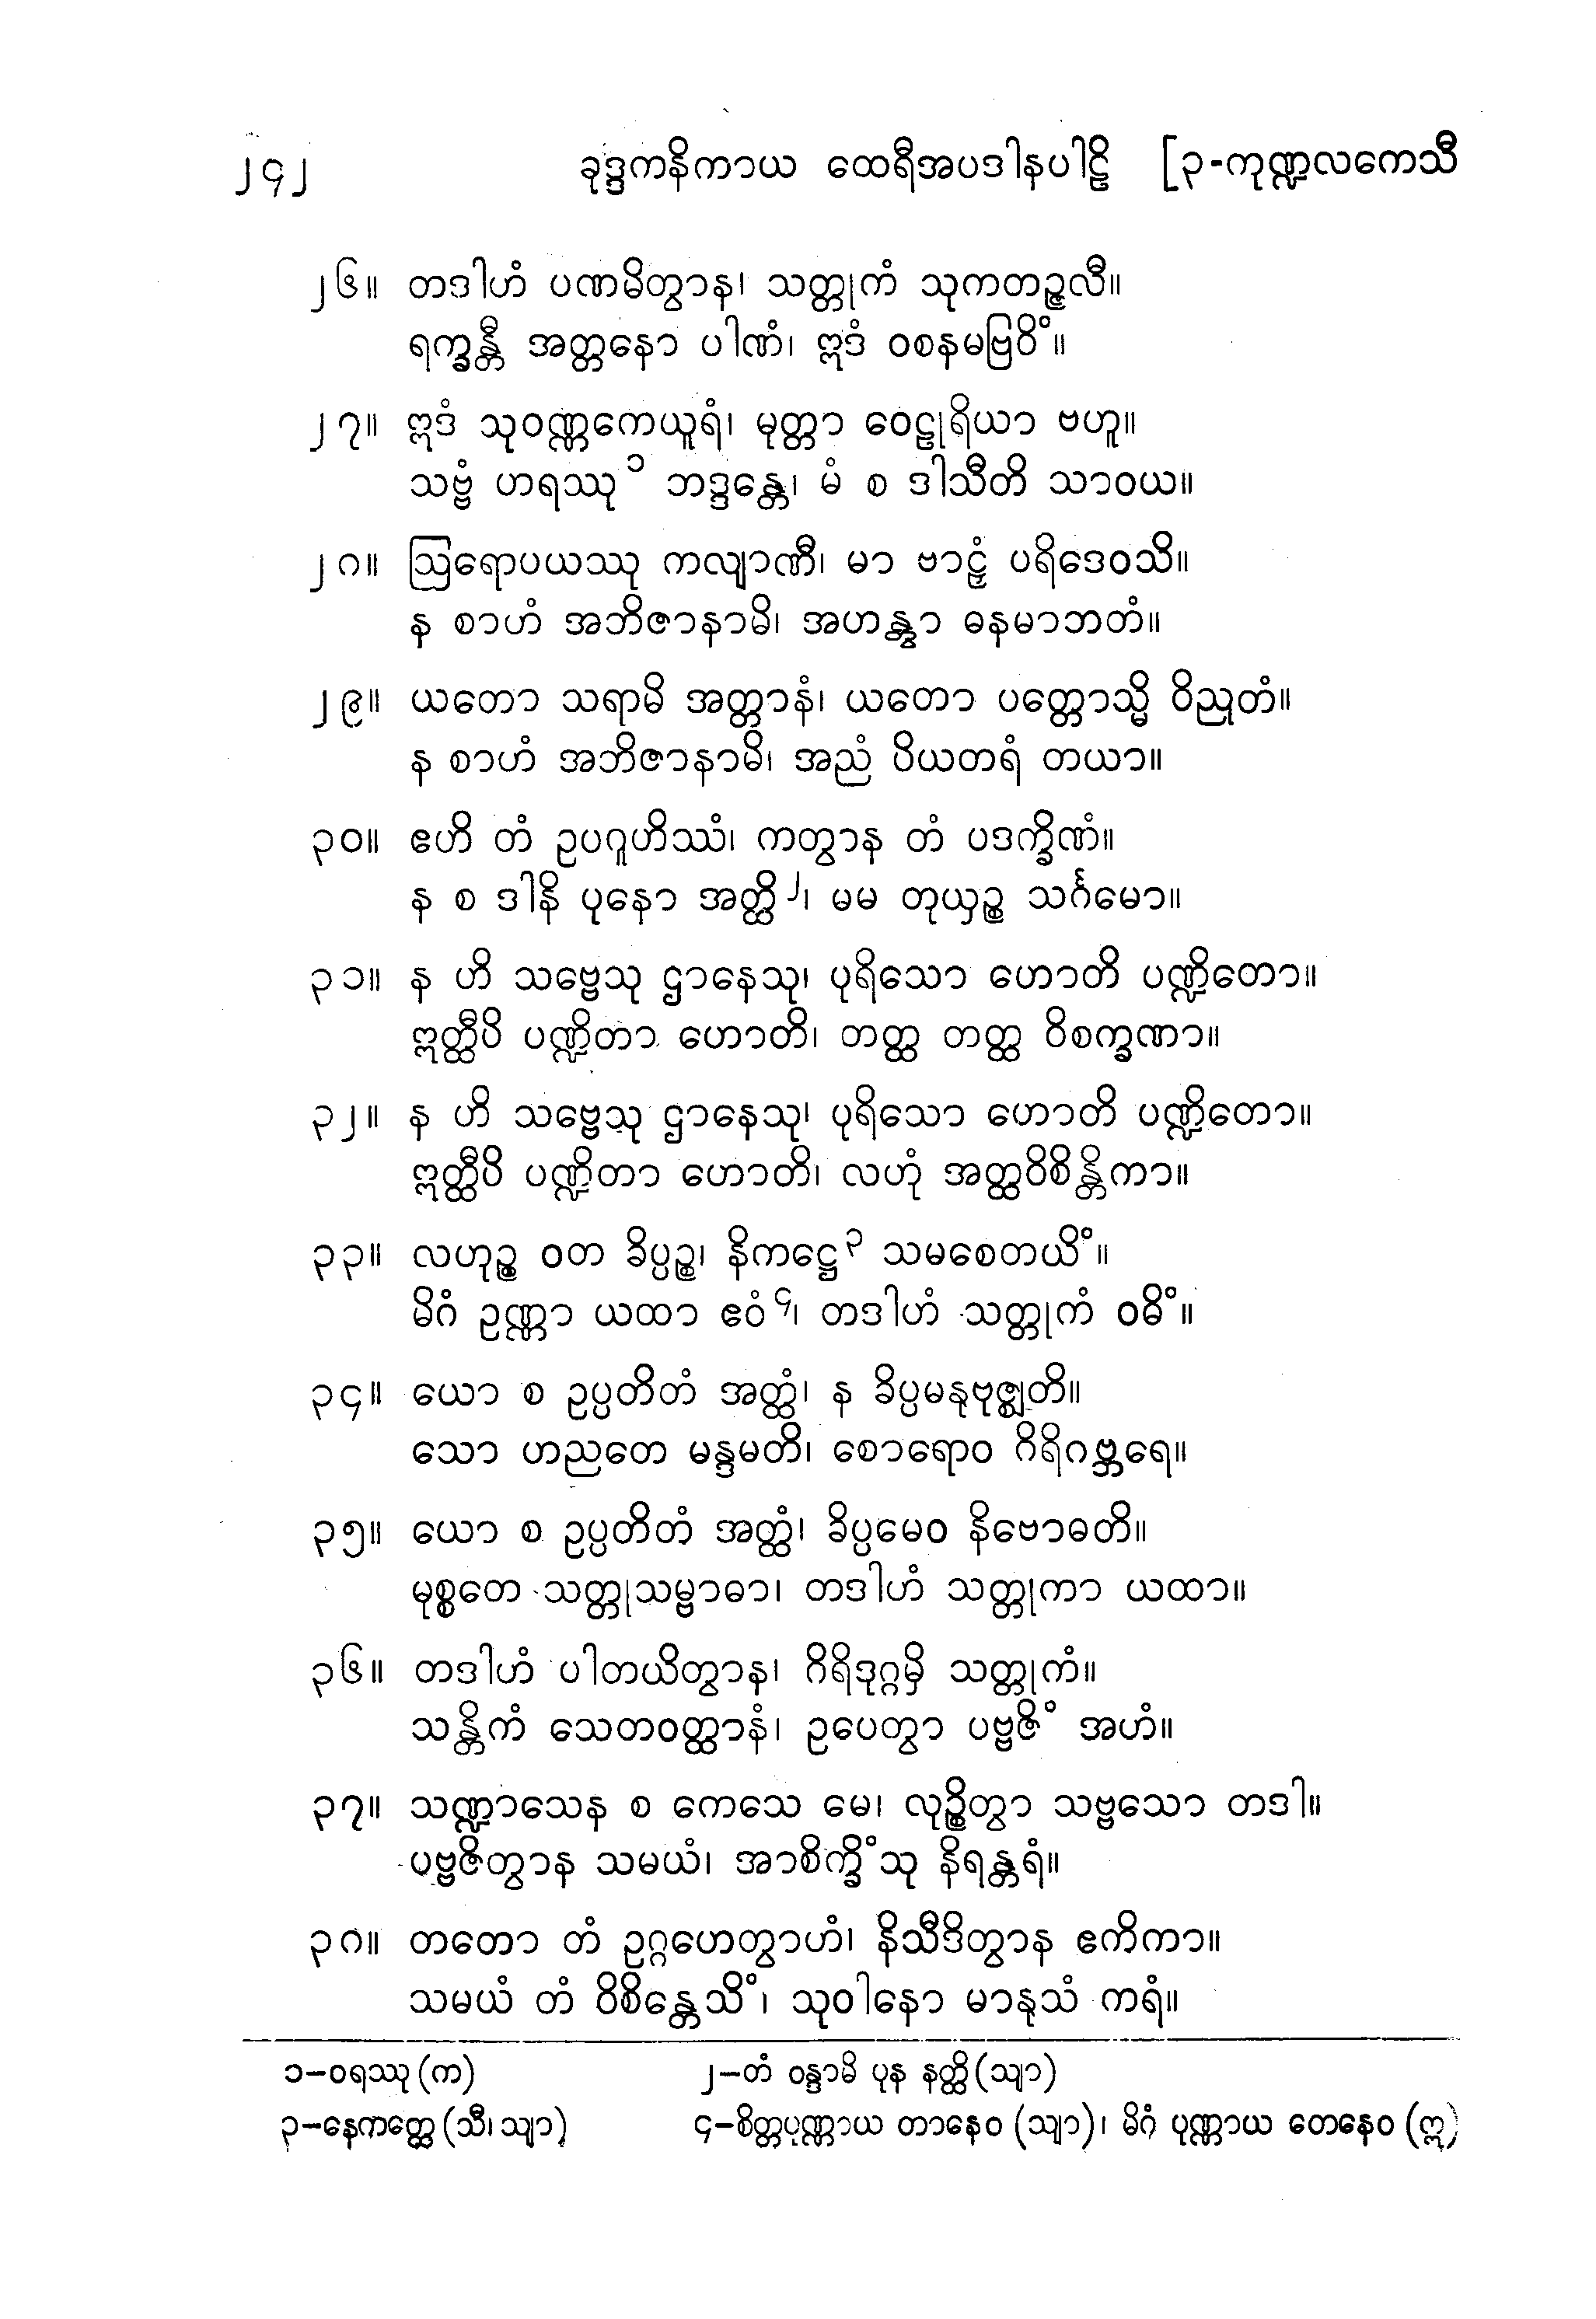 ၂၄၂ ခုဒ္ဒကနိကာယ ထေရီအပဒါနပါဠိ [၃-ကုဏ္ဍလကေသီ
၂၆။ တဒါဟံ ပဏမိတွာန၊ သတ္တုကံ သုကတဉ္ဇလီ။
ရက္ခန္တီ အတ္တနော ပါဏံ၊ ဣဒံ ဝစနမဗြဝိံ။
၂၇။ ဣဒံ သုဝဏ္ဏကေယူရံ၊ မုတ္တာ ဝေဠုရိယာ ဗဟူ။
သဗ္ဗံ ဟရဿု ၁ ဘဒ္ဒန္တေ၊ မံ စ ဒါသီတိ သာဝယ။
၂၈။ ဩရောပယဿု ကလျာဏီ၊ မာ ဗာဠှံ ပရိဒေဝသိ။
န စာဟံ အဘိဇာနာမိ၊ အဟန္တွာ ဓနမာဘတံ။
၂၉။ ယတော သရာမိ အတ္တာနံ၊ ယတော ပတ္တောသ္မိ ဝိညုတံ။
န စာဟံ အဘိဇာနာမိ၊ အညံ ပိယတရံ တယာ။
၃၀။ ဧဟိ တံ ဥပဂူဟိဿံ၊ ကတွာန တံ ပဒက္ခိဏံ။
န စ ဒါနိ ပုနော အတ္ထိ ၂၊ မမ တုယှဉ္စ သင်္ဂမော။
၃၁။ န ဟိ သဗ္ဗေသု ဌာနေသု၊ ပုရိသော ဟောတိ ပဏ္ဍိတော။
ဣတ္ထီပိ ပဏ္ဍိတာ ဟောတိ၊ တတ္ထ တတ္ထ ဝိစက္ခဏာ။
၃၂။ န ဟိ သဗ္ဗေသု ဌာနေသု၊ ပုရိသော ဟောတိ ပဏ္ဍိတော။
ဣတ္ထီပိ ပဏ္ဍိတာ ဟောတိ၊ လဟုံ အတ္ထဝိစိန္တိကာ။
၃၃။ လဟုဉ္စ ဝတ ခိပ္ပဉ္စ၊ နိကဋ္ဌေ ၃ သမစေတယိံ။
မိဂံ ဥဏ္ဏာ ယထာ ဧဝံ ၄၊ တဒါဟံ သတ္တုကံ ဝဓိံ။
၃၄။ ယော စ ဥပ္ပတိတံ အတ္ထံ၊ န ခိပ္ပမနုဗုဇ္ဈတိ။
သော ဟညတေ မန္ဒမတိ၊ စောရောဝ ဂိရိဂဗ္ဘရေ။
၃၅။ ယော စ ဥပ္ပတိတံ အတ္ထံ၊ ခိပ္ပမေဝ နိဗောဓတိ။
မုစ္စတေ သတ္တုသမ္ဗာဓာ၊ တဒါဟံ သတ္တုကာ ယထာ။
၃၆။ တဒါဟံ ပါတယိတွာန၊ ဂိရိဒုဂ္ဂမှိ သတ္တုကံ။
သန္တိကံ သေတဝတ္ထာနံ၊ ဥပေတွာ ပဗ္ဗဇိံ အဟံ။
၃၇။ သဏ္ဍာသေန စ ကေသေ မေ၊ လုဉ္စိတွာ သဗ္ဗသော တဒါ။
ပဗ္ဗဇိတွာန သမယံ၊ အာစိက္ခိံသု နိရန္တရံ။
၃၈။ တတော တံ ဥဂ္ဂဟေတွာဟံ၊ နိသီဒိတွာန ဧကိကာ။
သမယံ တံ ဝိစိန္တေသိံ၊ သုဝါနော မာနုသံ ကရံ။
၁–ဝရဿု (က) ၂–တံ ဝန္ဒာမိ ပုန နတ္ထိ (သျာ)
၃–နေကတ္ထေ (သီ၊ သျာ) ၄–စိတ္တပုဏ္ဏာယ တာနေဝ (သျာ)၊ မိဂံ ပုဏ္ဏာယ တေနေဝ (ဣ)